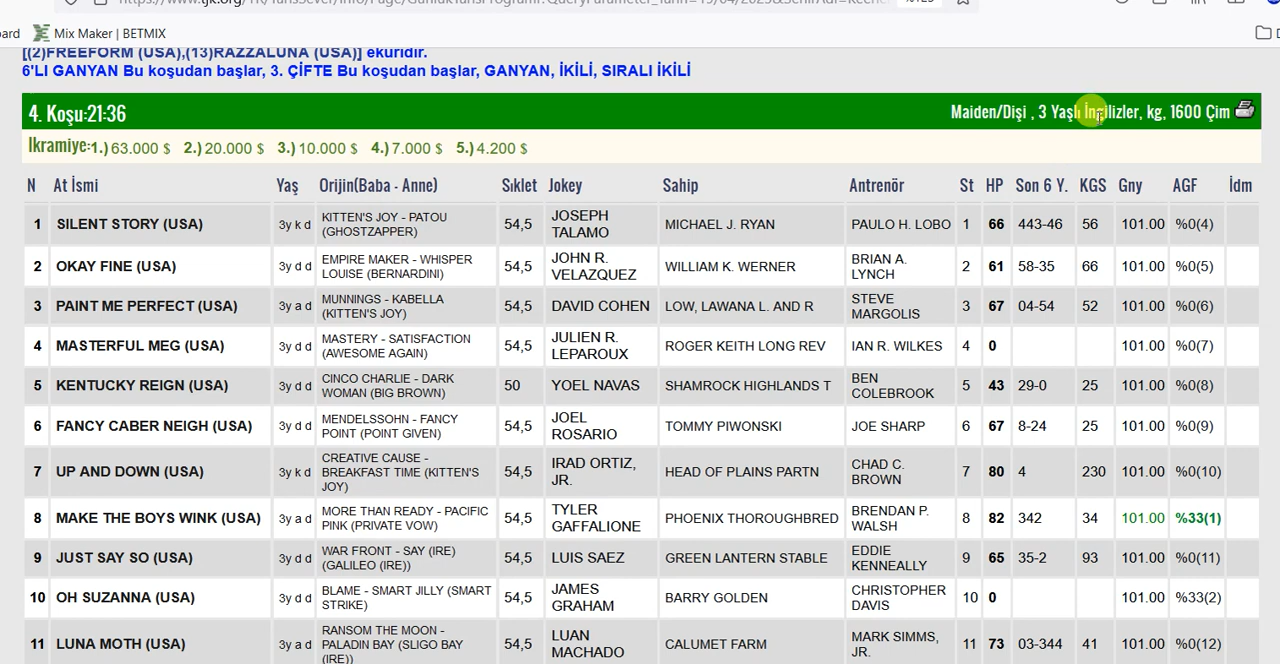 ard Mix Maker | BETMIX
[(2)FREEFORM (USA),(13)RAZZALUNA (USA)] eküridir.
6'LI GANYAN Bu koşudan başlar, 3. ÇİFTE Bu koşudan başlar, GANYAN, İKİLİ, SIRALI İKİLİ
4. Koşu:21:36 Maiden/Dişi , 3 Yaşlı İngilizler, kg, 1600 Çim
Ikramiye:1.) 63.000 $ 2.) 20.000 $ 3.) 10.000 $ 4.) 7.000 $ 5.) 4.200 $
N At İsmi Yaş Orijin(Baba - Anne) Sıklet Jokey Sahip Antrenör St HP Son 6 Y. KGS Gny AGF İdm
1 SILENT STORY (USA) 3y k d KITTEN'S JOY - PATOU (GHOSTZAPPER) 54,5 JOSEPH TALAMO MICHAEL J. RYAN PAULO H. LOBO 1 66 443-46 56 101.00 %0(4)
2 OKAY FINE (USA) 3y d d EMPIRE MAKER - WHISPER LOUISE (BERNARDINI) 54,5 JOHN R. VELAZQUEZ WILLIAM K. WERNER BRIAN A. LYNCH 2 61 58-35 66 101.00 %0(5)
3 PAINT ME PERFECT (USA) 3y a d MUNNINGS - KABELLA (KITTEN'S JOY) 54,5 DAVID COHEN LOW, LAWANA L. AND R STEVE MARGOLIS 3 67 04-54 52 101.00 %0(6)
4 MASTERFUL MEG (USA) 3y d d MASTERY - SATISFACTION (AWESOME AGAIN) 54,5 JULIEN R. LEPAROUX ROGER KEITH LONG REV IAN R. WILKES 4 0 101.00 %0(7)
5 KENTUCKY REIGN (USA) 3y d d CINCO CHARLIE - DARK WOMAN (BIG BROWN) 50 YOEL NAVAS SHAMROCK HIGHLANDS T BEN COLEBROOK 5 43 29-0 25 101.00 %0(8)
6 FANCY CABER NEIGH (USA) 3y d d MENDELSSOHN - FANCY POINT (POINT GIVEN) 54,5 JOEL ROSARIO TOMMY PIWONSKI JOE SHARP 6 67 8-24 25 101.00 %0(9)
7 UP AND DOWN (USA) 3y k d CREATIVE CAUSE - BREAKFAST TIME (KITTEN'S JOY) 54,5 IRAD ORTIZ, JR. HEAD OF PLAINS PARTN CHAD C. BROWN 7 80 4 230 101.00 %0(10)
8 MAKE THE BOYS WINK (USA) 3y a d MORE THAN READY - PACIFIC PINK (PRIVATE VOW) 54,5 TYLER GAFFALIONE PHOENIX THOROUGHBRED BRENDAN P. WALSH 8 82 342 34 101.00 %33(1)
9 JUST SAY SO (USA) 3y d d WAR FRONT - SAY (IRE) (GALILEO (IRE)) 54,5 LUIS SAEZ GREEN LANTERN STABLE EDDIE KENNEALLY 9 65 35-2 93 101.00 %0(11)
10 OH SUZANNA (USA) 3y d d BLAME - SMART JILLY (SMART STRIKE) 54,5 JAMES GRAHAM BARRY GOLDEN CHRISTOPHER DAVIS 10 0 101.00 %33(2)
11 LUNA MOTH (USA) 3y a d RANSOM THE MOON - PALADIN BAY (SLIGO BAY (IRE)) 54,5 LUAN MACHADO CALUMET FARM MARK SIMMS, JR. 11 73 03-344 41 101.00 %0(12)